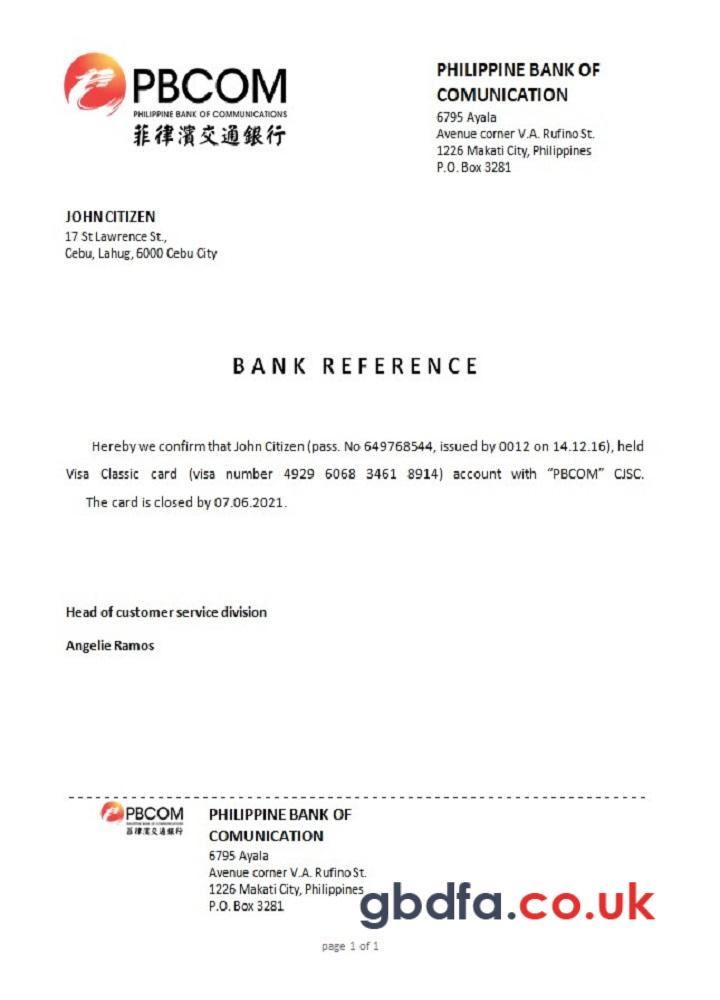 PBCOM
PHILIPPINE BANK OF COMMUNICATIONS
菲律濱交通銀行
PHILIPPINE BANK OF
COMUNICATION
6795 Ayala
Avenue corner V.A. Rufino St.
1226 Makati City, Philippines
P.O. Box 3281
JOHN CITIZEN
17 St Lawrence St.,
Cebu, Lahug, 6000 Cebu City
BANK REFERENCE
Hereby we confirm that John Citizen (pass. No 649768544, issued by 0012 on 14.12.16), held
Visa Classic card (visa number 4929 6068 3461 8914) account with “PBCOM” CJSC.
The card is closed by 07.06.2021.
Head of customer service division
Angelie Ramos
PBCOM
PHILIPPINE BANK OF COMMUNICATIONS
菲律濱交通銀行
PHILIPPINE BANK OF
COMUNICATION
6795 Ayala
Avenue corner V.A. Rufino St.
1226 Makati City, Philippines
P.O. Box 3281
gbdfa.co.uk
page 1 of 1